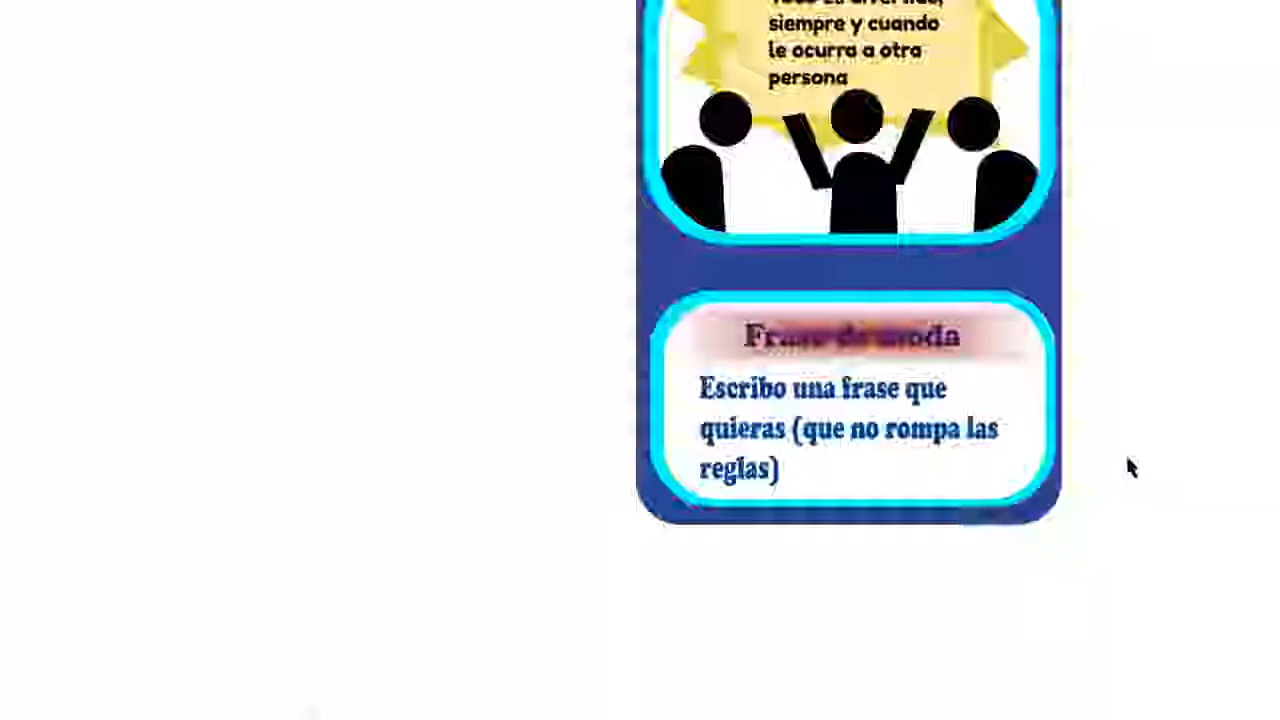 siempre y cuando
le ocurra a otra
persona
Frase de moda
Escribo una frase que
quieras (que no rompa las
reglas)